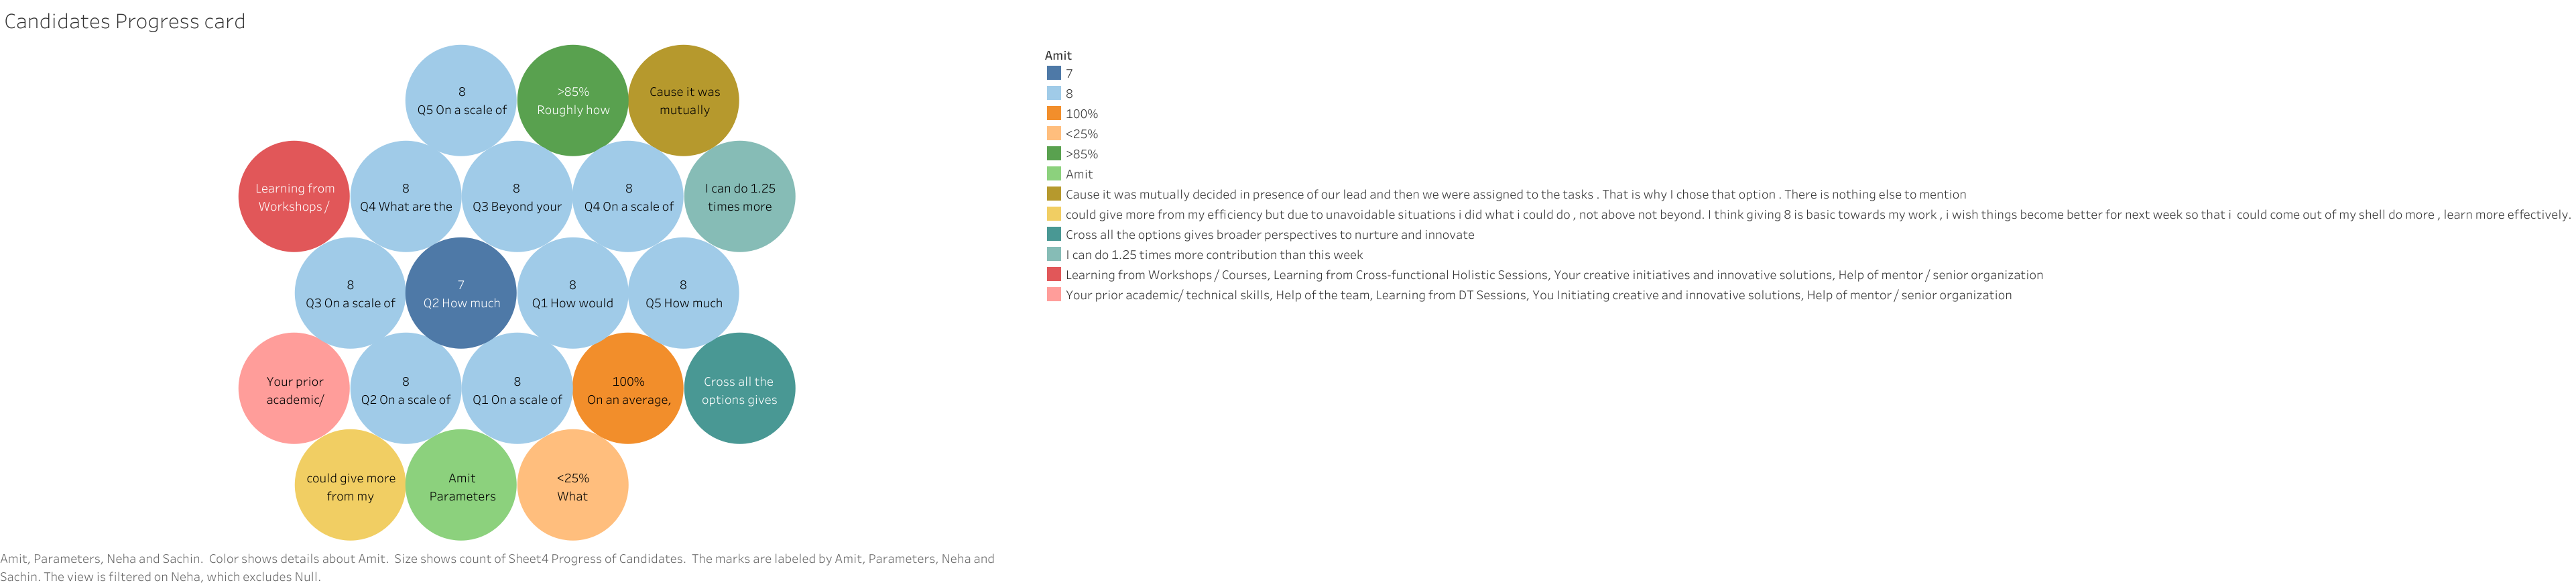 Candidates Progress card
8
Q5 On a scale of
>85%
Roughly how
Cause it was
mutually
Learning from
Workshops /
8
Q4 What are the
8
Q3 Beyond your
8
Q4 On a scale of
I can do 1.25
times more
8
Q3 On a scale of
7
Q2 How much
8
Q1 How would
8
Q5 How much
Your prior
academic/
8
Q2 On a scale of
8
Q1 On a scale of
100%
On an average,
Cross all the
options gives
could give more
from my
Amit
Parameters
<25%
What
Amit
7
8
100%
<25%
>85%
Amit
Cause it was mutually decided in presence of our lead and then we were assigned to the tasks . That is why I chose that option . There is nothing else to mention
could give more from my efficiency but due to unavoidable situations i did what i could do , not above not beyond. I think giving 8 is basic towards my work , i wish things become better for next week so that i  could come out of my shell do more , learn more effectively.
Cross all the options gives broader perspectives to nurture and innovate
I can do 1.25 times more contribution than this week
Learning from Workshops / Courses, Learning from Cross-functional Holistic Sessions, Your creative initiatives and innovative solutions, Help of mentor / senior organization
Your prior academic/ technical skills, Help of the team, Learning from DT Sessions, You Initiating creative and innovative solutions, Help of mentor / senior organization
Amit, Parameters, Neha and Sachin.  Color shows details about Amit.  Size shows count of Sheet4 Progress of Candidates.  The marks are labeled by Amit, Parameters, Neha and
Sachin. The view is filtered on Neha, which excludes Null.